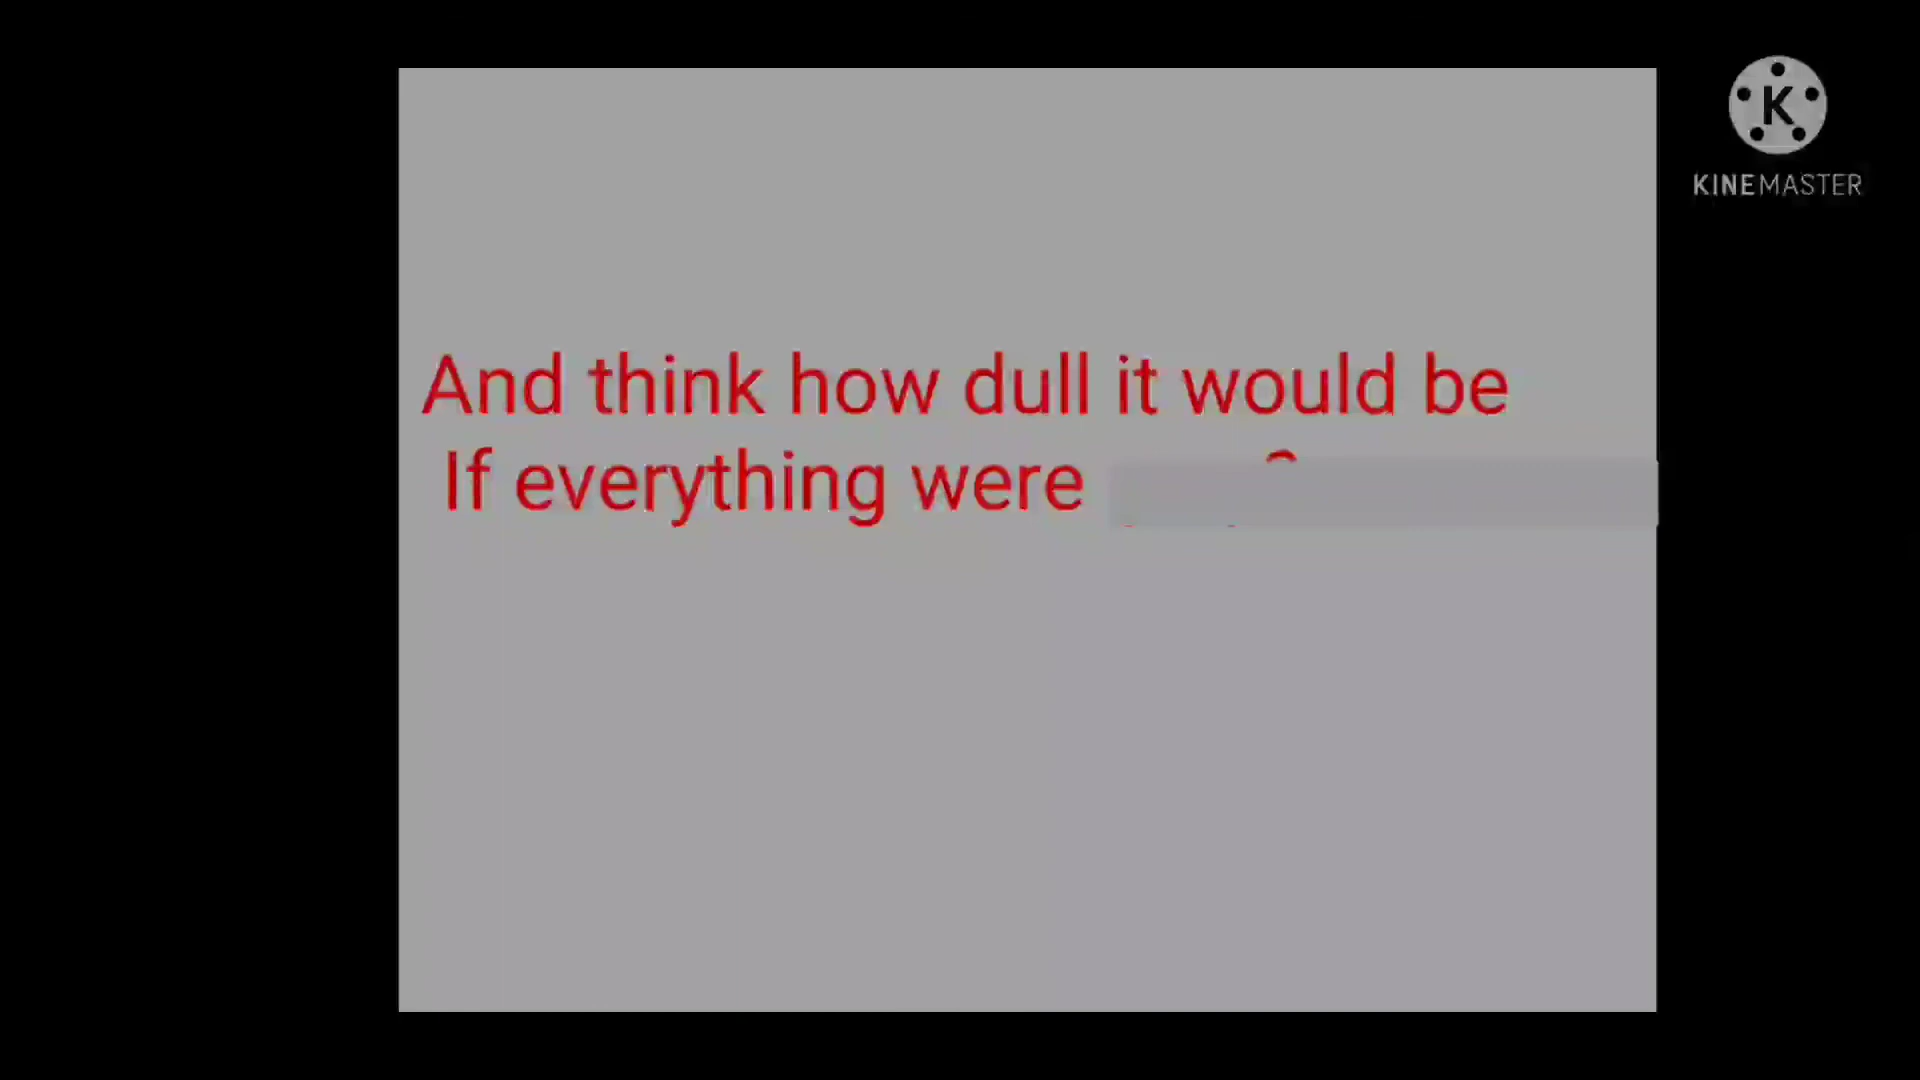 And think how dull it would be
If everything were
K
KINEMASTER